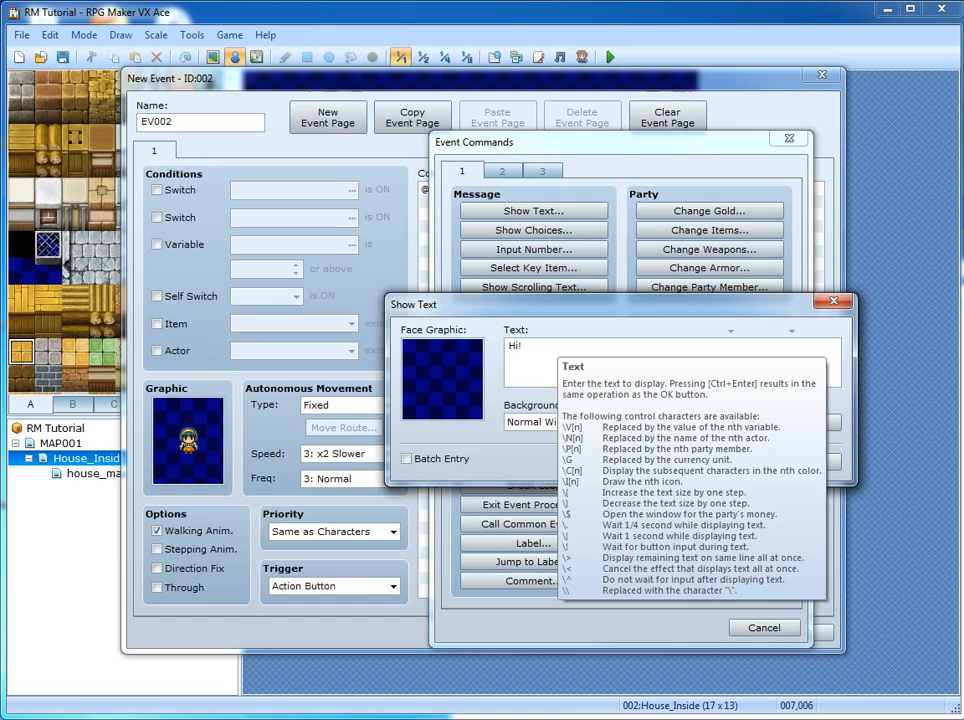 RM Tutorial - RPG Maker VX Ace
File Edit Mode Draw Scale Tools Game Help
New Event - ID:002
Name:
EV002
New Event Page
Copy Event Page
Paste Event Page
Delete Event Page
Clear Event Page
1
Conditions
Switch ... is ON
Switch ... is ON
Variable ... is
or above
Self Switch is ON
Item
Actor
Graphic
Autonomous Movement
Type: Fixed
Move Route...
Speed: 3: x2 Slower
Freq: 3: Normal
Options
Walking Anim.
Stepping Anim.
Direction Fix
Through
Priority
Same as Characters
Trigger
Action Button
Event Commands
1 2 3
Message
Show Text...
Show Choices...
Input Number...
Select Key Item...
Show Scrolling Text...
Party
Change Gold...
Change Items...
Change Weapons...
Change Armor...
Change Party Member...
Exit Event Proce
Call Common E
Label...
Jump to Labe
Comment...
Cancel
Show Text
Face Graphic:
Text:
Hi!
Background
Normal Wi
Batch Entry
Text
Enter the text to display. Pressing [Ctrl+Enter] results in the
same operation as the OK button.
The following control characters are available:
\V[n] Replaced by the value of the nth variable.
\N[n] Replaced by the name of the nth actor.
\P[n] Replaced by the name of the nth party member.
\G Replaced by the currency unit.
\C[n] Display the subsequent characters in the nth color.
\I[n] Draw the nth icon.
\{ Increase the text size by one step.
\} Decrease the text size by one step.
\$ Open the window for the party's money.
\. Wait 1/4 second while displaying text.
\| Wait 1 second while displaying text.
\! Wait for button input during text.
\> Display remaining text on same line all at once.
\< Cancel the effect that displays text all at once.
\^ Do not wait for input after displaying text.
\\ Replaced with the character "\".
A B C
RM Tutorial
MAP001
House_Insid
house_ma
002:House_Inside (17 x 13)
007,006